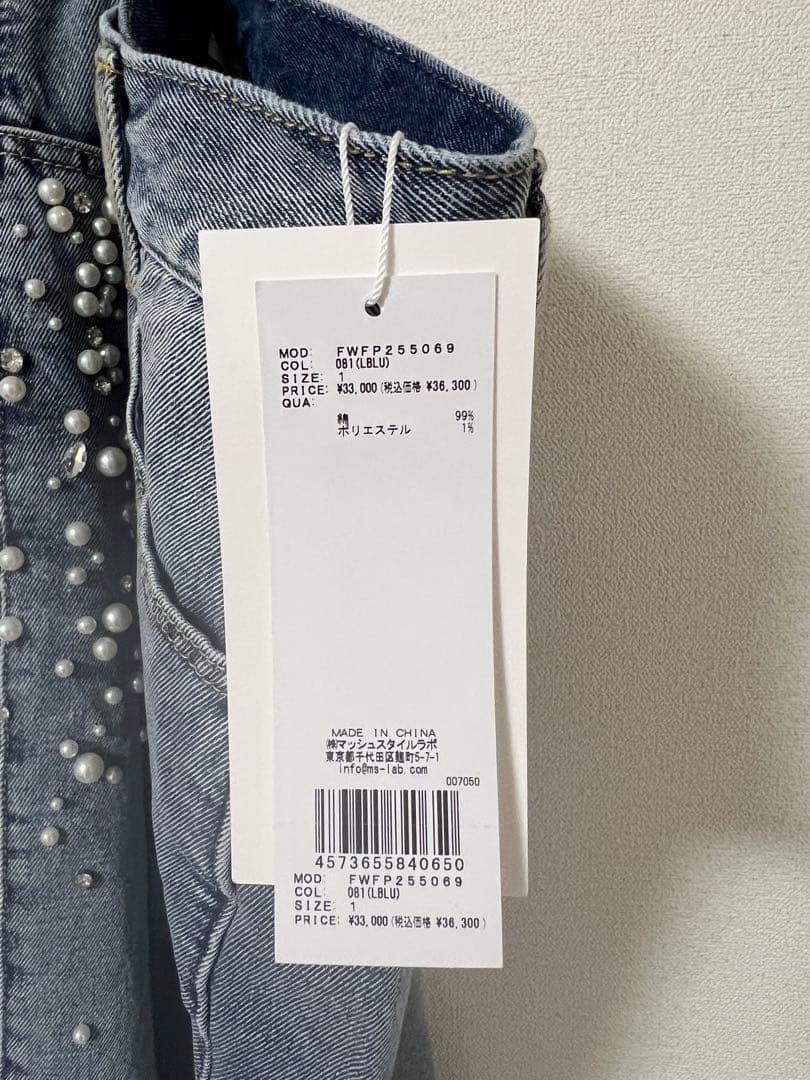 MOD: FWFP255069
COL: 081(LBLU)
SIZE: 1
PRICE: ¥33,000(税込価格 ¥36,300)
QUA:
綿 99%
ポリエステル 1%
MADE IN CHINA
㈱マッシュスタイルラボ
東京都千代田区麹町5-7-1
info@ms-lab.com
007050
4573655840650
MOD: FWFP255069
COL: 081(LBLU)
SIZE: 1
PRICE: ¥33,000(税込価格 ¥36,300)